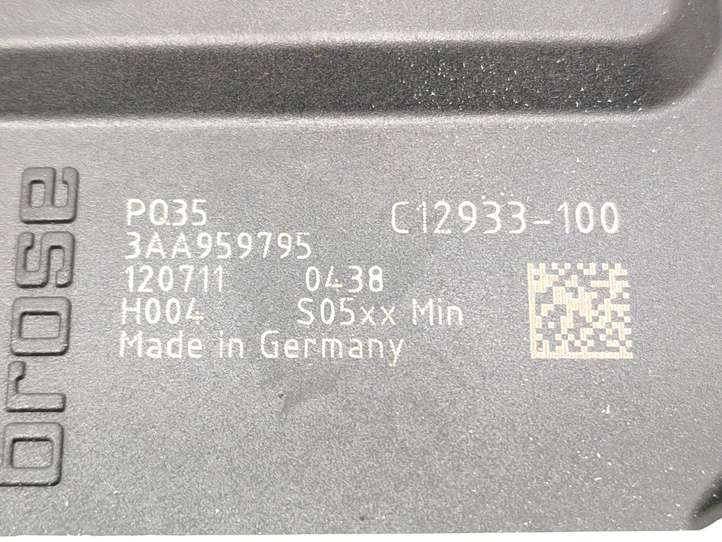 brose
PQ35
C12933-100
3AA959795
120711 0438
H004 S05xx Min
Made in Germany